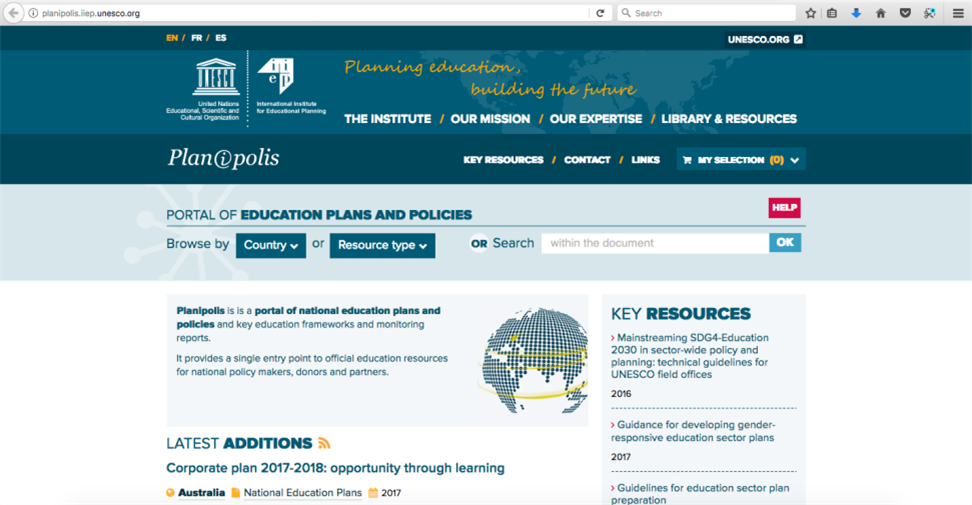 planipolis.iiep.unesco.org
Search
EN / FR / ES
UNESCO.ORG
United Nations
Educational, Scientific and
Cultural Organization
iiep
International Institute
for Educational Planning
Planning education,
building the future
THE INSTITUTE / OUR MISSION / OUR EXPERTISE / LIBRARY & RESOURCES
Planipolis
KEY RESOURCES / CONTACT / LINKS
MY SELECTION (0)
PORTAL OF EDUCATION PLANS AND POLICIES
HELP
Browse by Country or Resource type OR Search within the document OK
Planipolis is is a portal of national education plans and
policies and key education frameworks and monitoring
reports.
It provides a single entry point to official education resources
for national policy makers, donors and partners.
LATEST ADDITIONS
Corporate plan 2017-2018: opportunity through learning
Australia National Education Plans 2017
KEY RESOURCES
› Mainstreaming SDG4-Education
2030 in sector-wide policy and
planning: technical guidelines for
UNESCO field offices
2016
› Guidance for developing gender-
responsive education sector plans
2017
› Guidelines for education sector plan
preparation